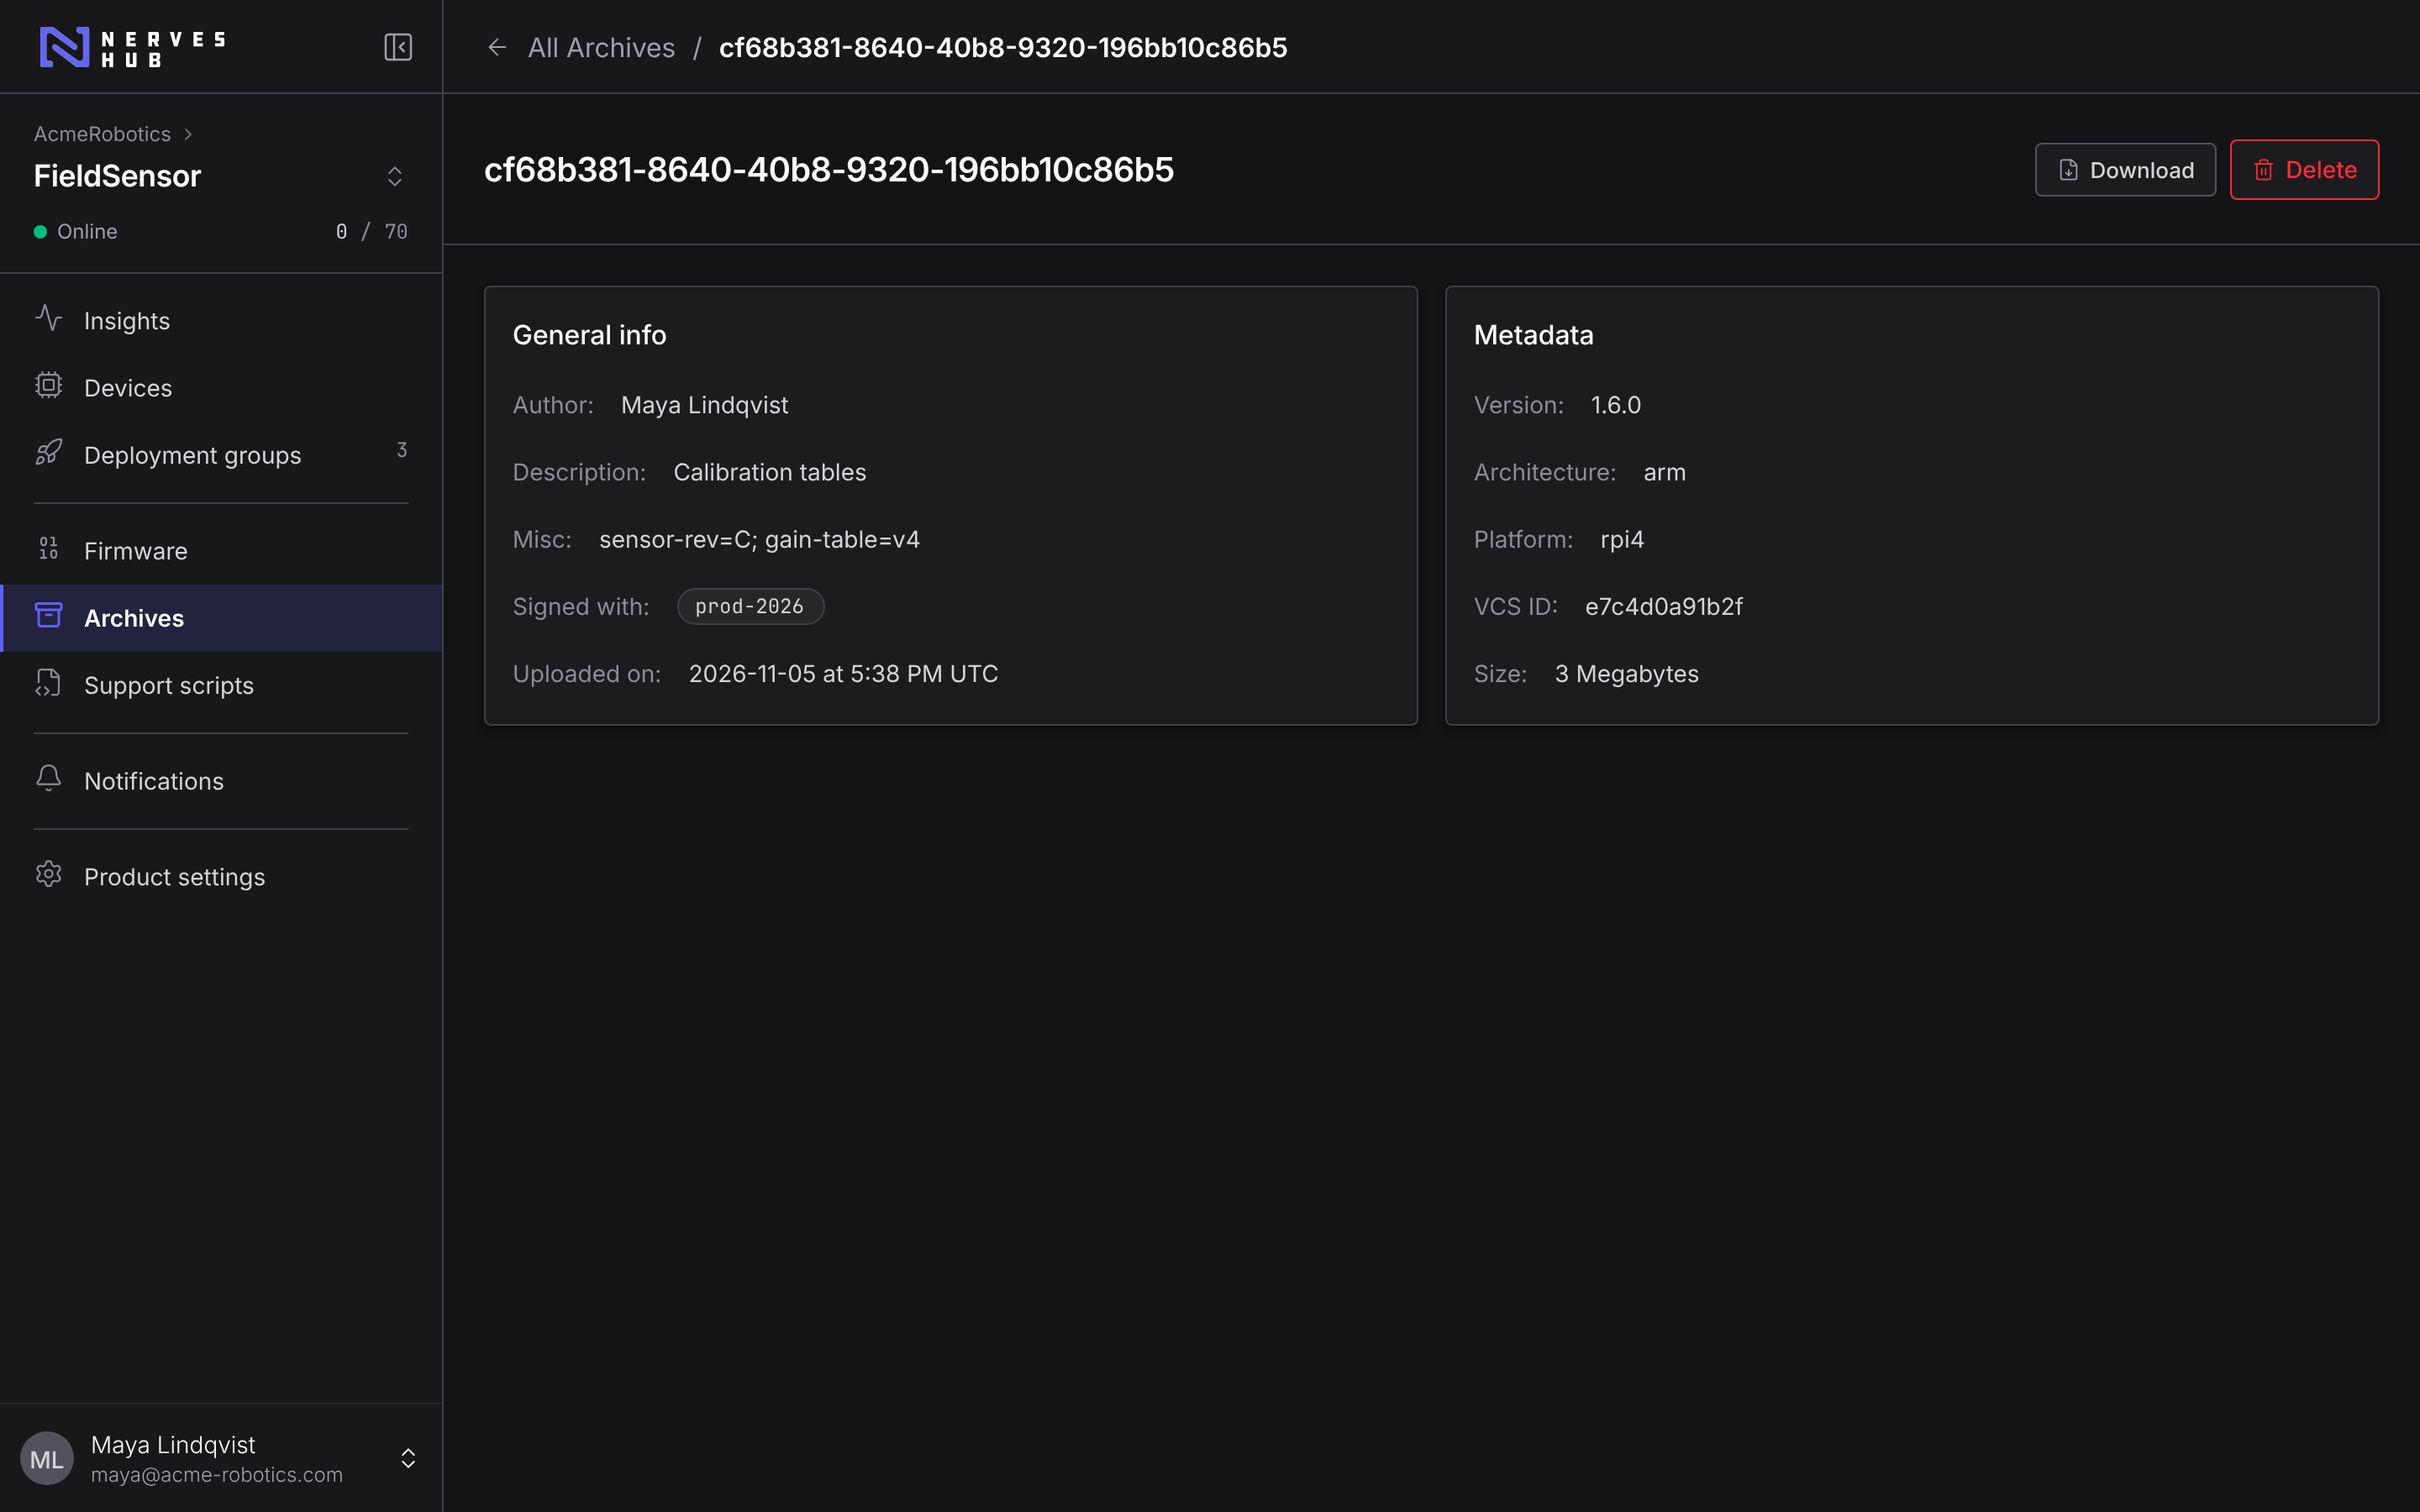 NERVES
HUB
All Archives / cf68b381-8640-40b8-9320-196bb10c86b5
AcmeRobotics
FieldSensor
Online 0 / 70
Insights
Devices
Deployment groups 3
Firmware
Archives
Support scripts
Notifications
Product settings
ML
Maya Lindqvist
maya@acme-robotics.com
cf68b381-8640-40b8-9320-196bb10c86b5
Download
Delete
General info
Author: Maya Lindqvist
Description: Calibration tables
Misc: sensor-rev=C; gain-table=v4
Signed with: prod-2026
Uploaded on: 2026-11-05 at 5:38 PM UTC
Metadata
Version: 1.6.0
Architecture: arm
Platform: rpi4
VCS ID: e7c4d0a91b2f
Size: 3 Megabytes